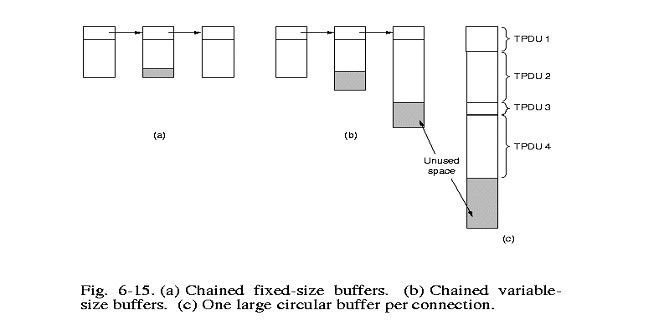 TPDU 1
TPDU 2
TPDU 3
TPDU 4
(a)
(b)
Unused
space
(c)
Fig. 6-15. (a) Chained fixed-size buffers. (b) Chained variable-
size buffers. (c) One large circular buffer per connection.